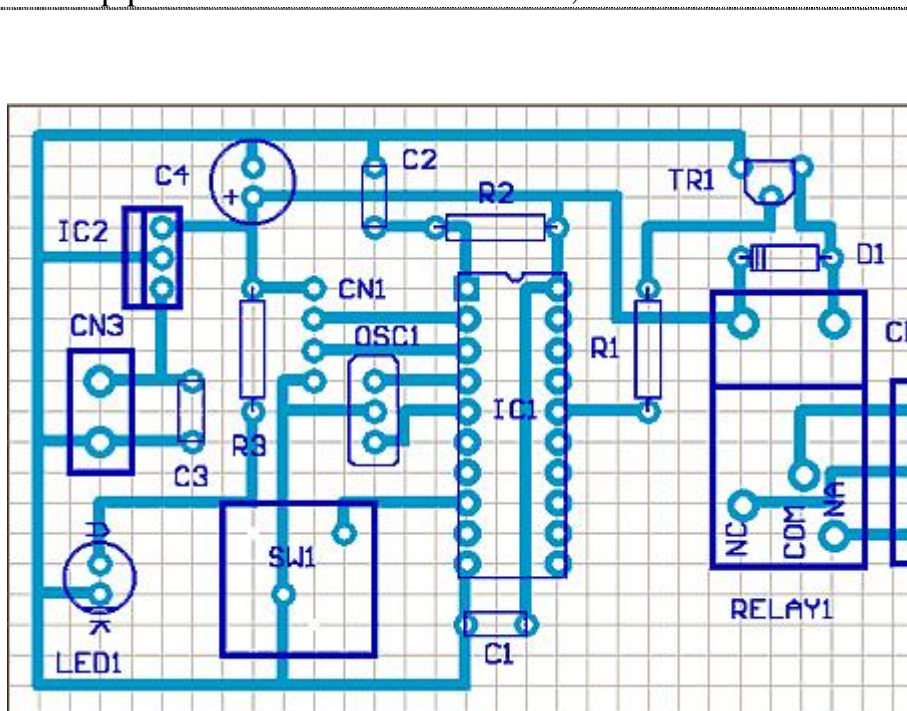 C4
C2
TR1
R2
IC2
D1
CN1
CN3
OSC1
R1
IC1
R3
C3
A
SW1
NC
COM
NA
K
RELAY1
C1
LED1
+